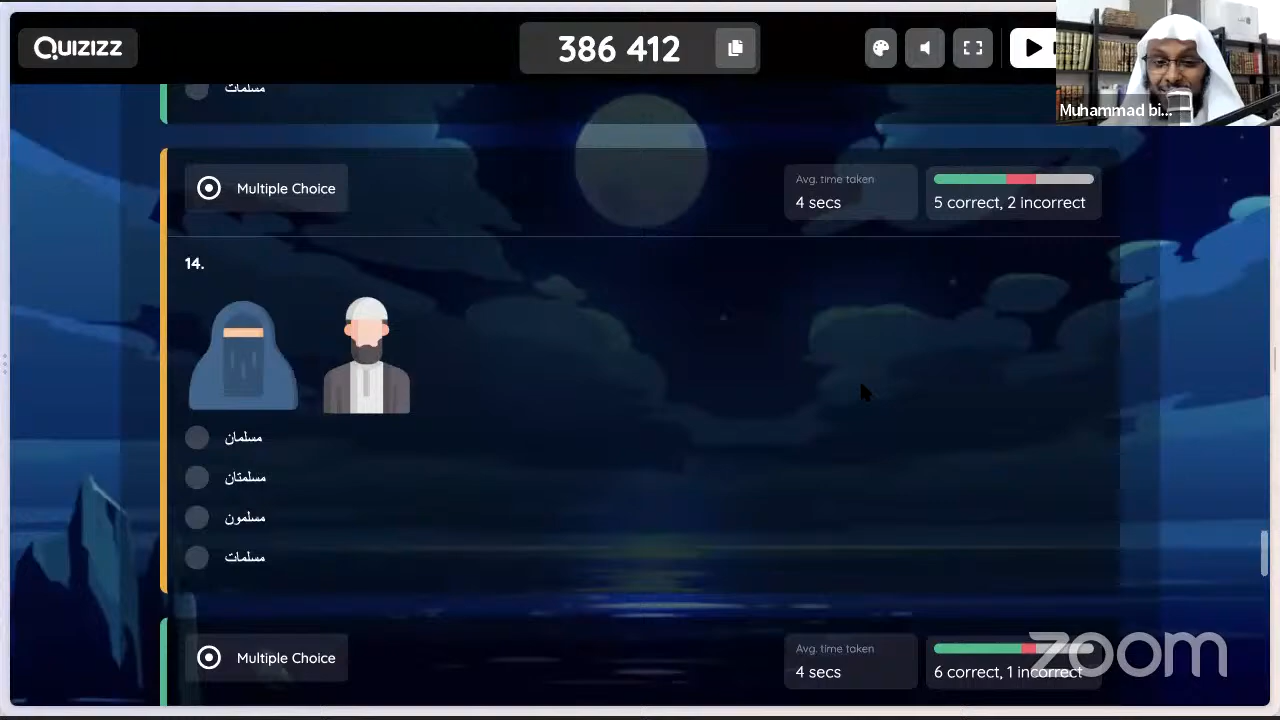 Quizizz
386 412
Muhammad bi...
مسلمات
Multiple Choice
Avg. time taken
4 secs
5 correct, 2 incorrect
14.
مسلمان
مسلمتان
مسلمون
مسلمات
Multiple Choice
Avg. time taken
4 secs
6 correct, 1 incorrect
zoom